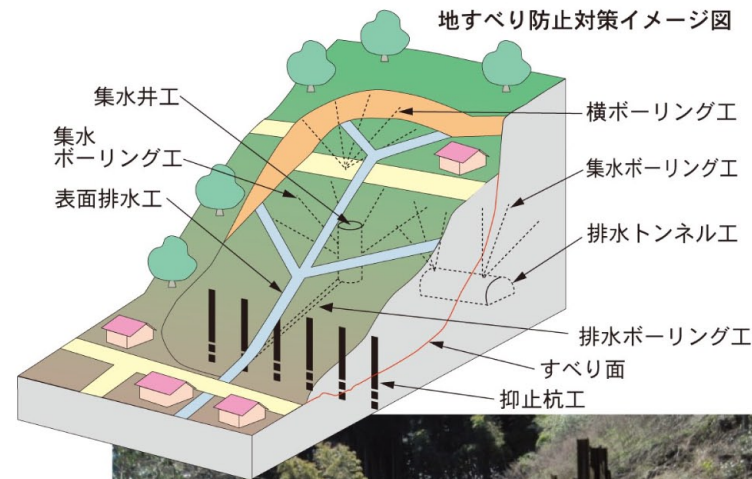 地すべり防止対策イメージ図
集水井工
集水
ボーリング工
表面排水工
横ボーリング工
集水ボーリング工
排水トンネル工
排水ボーリング工
すべり面
抑止杭工